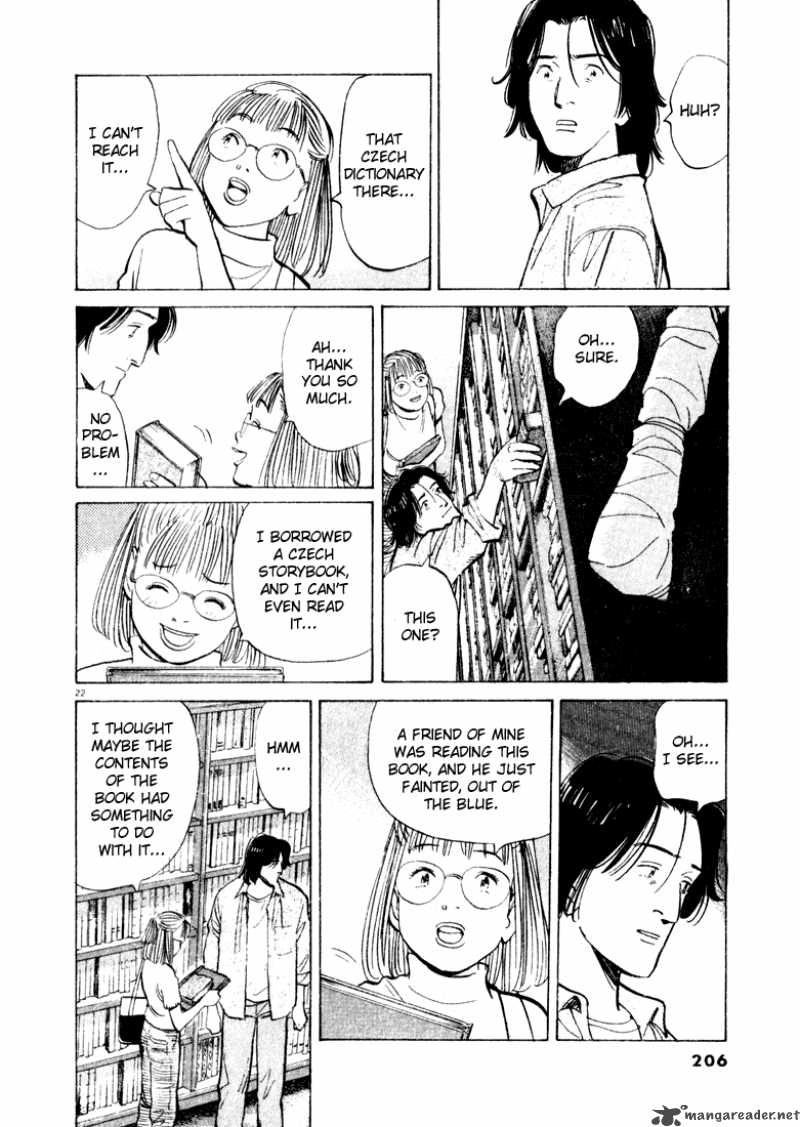 HUH?
THAT
CZECH
DICTIONARY
THERE...
I CAN'T
REACH
IT...
OH...
SURE.
THIS
ONE?
AH...
THANK
YOU SO
MUCH.
NO
PRO-
BLEM
...
I BORROWED
A CZECH
STORYBOOK,
AND I CAN'T
EVEN READ
IT...
22
OH...
I SEE...
A FRIEND OF MINE
WAS READING THIS
BOOK, AND HE JUST
FAINTED, OUT OF
THE BLUE.
HMM
...
I THOUGHT
MAYBE THE
CONTENTS
OF THE
BOOK HAD
SOMETHING
TO DO
WITH IT...
206
mangareader.net